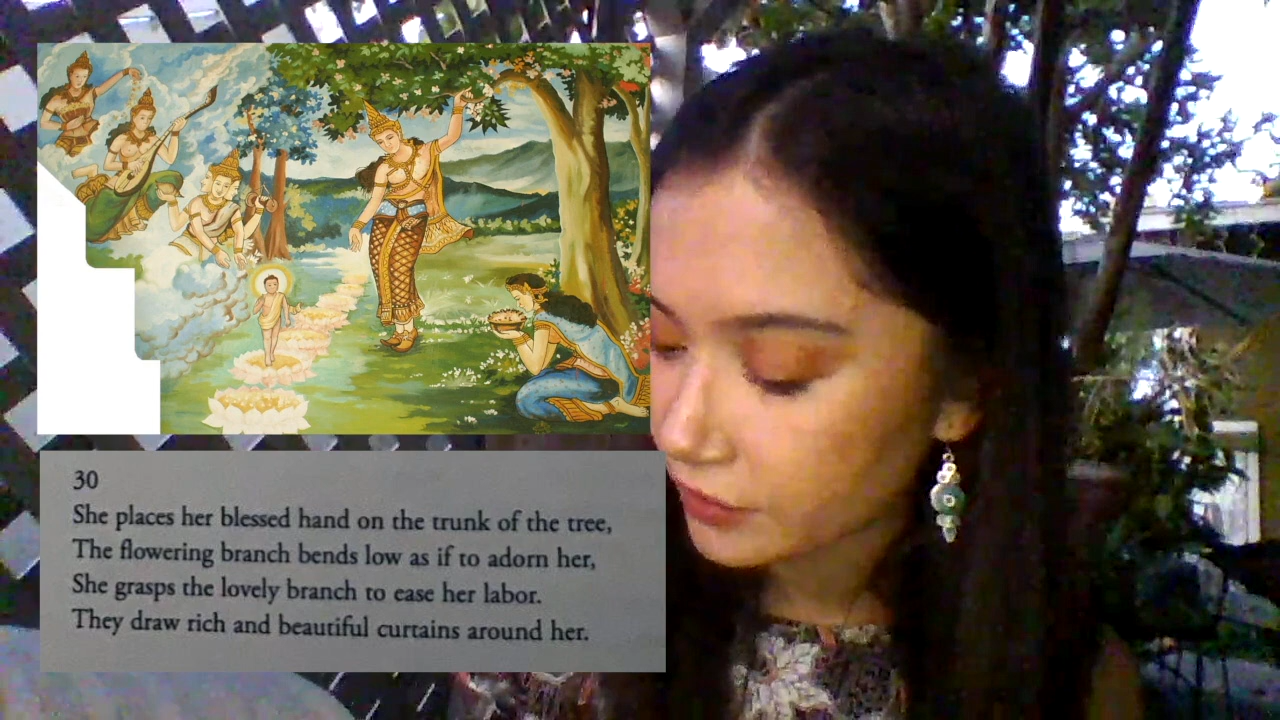 30
She places her blessed hand on the trunk of the tree,
The flowering branch bends low as if to adorn her,
She grasps the lovely branch to ease her labor.
They draw rich and beautiful curtains around her.